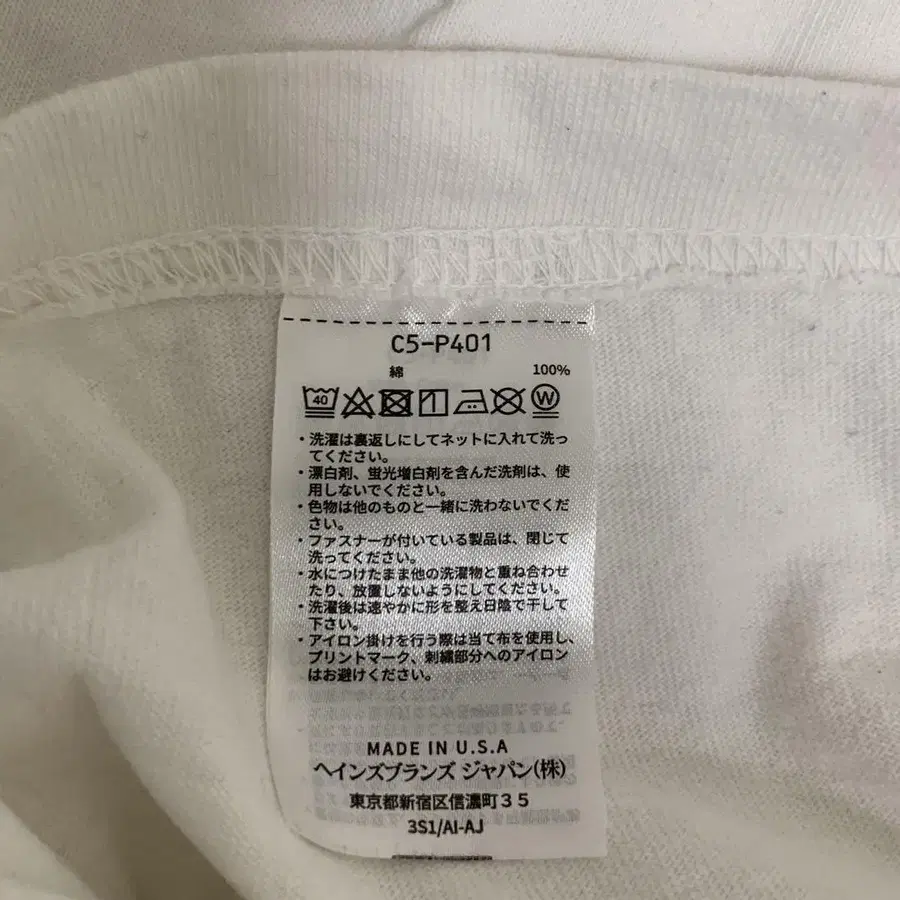 C5-P401
綿 100%
40 W
・洗濯は裏返しにしてネットに入れて洗っ
てください。
・漂白剤、蛍光増白剤を含んだ洗剤は、使
用しないでください。
・色物は他のものと一緒に洗わないでくだ
さい。
・ファスナーが付いている製品は、閉じて
洗ってください。
・水につけたまま他の洗濯物と重ね合わせ
たり、放置しないようにしてください。
・洗濯後は速やかに形を整え日陰で干して
下さい。
・アイロン掛けを行う際は当て布を使用し、
プリントマーク、刺繍部分へのアイロン
はお避けください。
MADE IN U.S.A
ヘインズブランズ ジャパン(株)
東京都新宿区信濃町35
3S1/AI-AJ